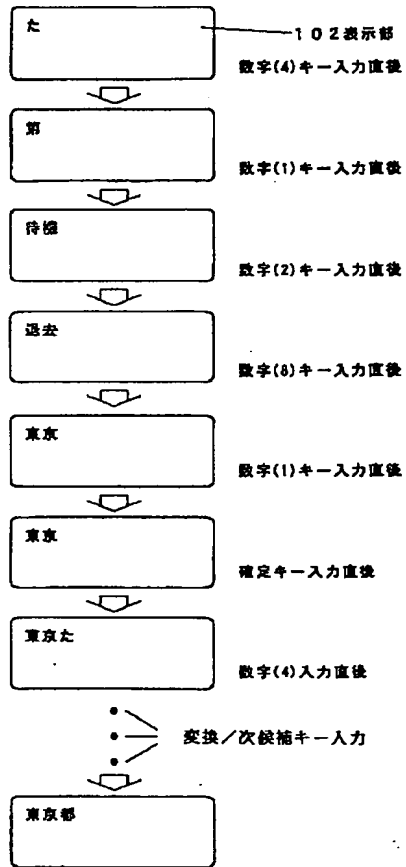 た
102表示部
数字(4)キー入力直後
第
数字(1)キー入力直後
待機
数字(2)キー入力直後
退去
数字(8)キー入力直後
東京
数字(1)キー入力直後
東京
確定キー入力直後
東京た
数字(4)入力直後
変換/次候補キー入力
東京都